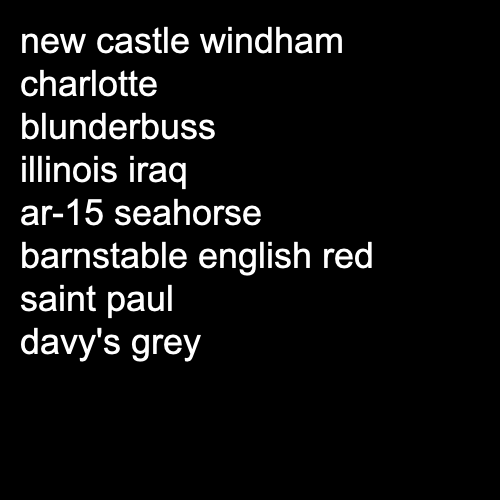 new castle windham
charlotte
blunderbuss
illinois iraq
ar-15 seahorse
barnstable english red
saint paul
davy's grey